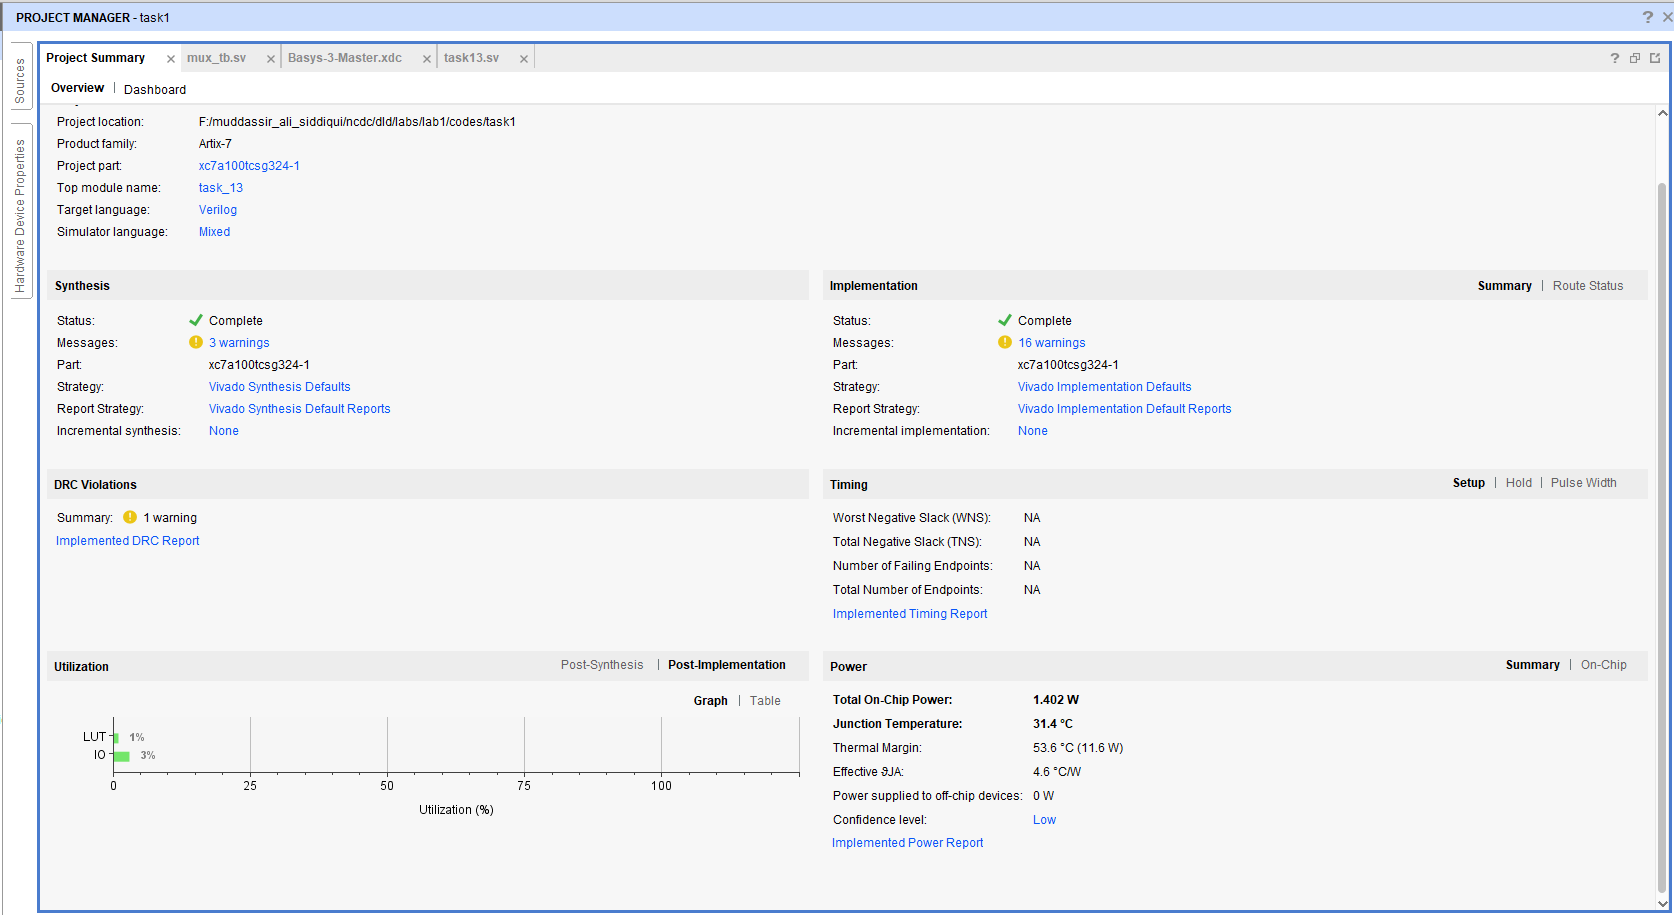 PROJECT MANAGER - task1
Sources
Hardware Device Properties
Project Summary
mux_tb.sv
Basys-3-Master.xdc
task13.sv
Overview | Dashboard
Project location: F:/muddassir_ali_siddiqui/ncdc/dld/labs/lab1/codes/task1
Product family: Artix-7
Project part: xc7a100tcsg324-1
Top module name: task_13
Target language: Verilog
Simulator language: Mixed
Synthesis
Status: Complete
Messages: 3 warnings
Part: xc7a100tcsg324-1
Strategy: Vivado Synthesis Defaults
Report Strategy: Vivado Synthesis Default Reports
Incremental synthesis: None
Implementation
Summary | Route Status
Status: Complete
Messages: 16 warnings
Part: xc7a100tcsg324-1
Strategy: Vivado Implementation Defaults
Report Strategy: Vivado Implementation Default Reports
Incremental implementation: None
DRC Violations
Summary: 1 warning
Implemented DRC Report
Timing
Setup | Hold | Pulse Width
Worst Negative Slack (WNS): NA
Total Negative Slack (TNS): NA
Number of Failing Endpoints: NA
Total Number of Endpoints: NA
Implemented Timing Report
Utilization
Post-Synthesis | Post-Implementation
Graph | Table
LUT 1%
IO 3%
0 25 50 75 100
Utilization (%)
Power
Summary | On-Chip
Total On-Chip Power: 1.402 W
Junction Temperature: 31.4 °C
Thermal Margin: 53.6 °C (11.6 W)
Effective ϑJA: 4.6 °C/W
Power supplied to off-chip devices: 0 W
Confidence level: Low
Implemented Power Report